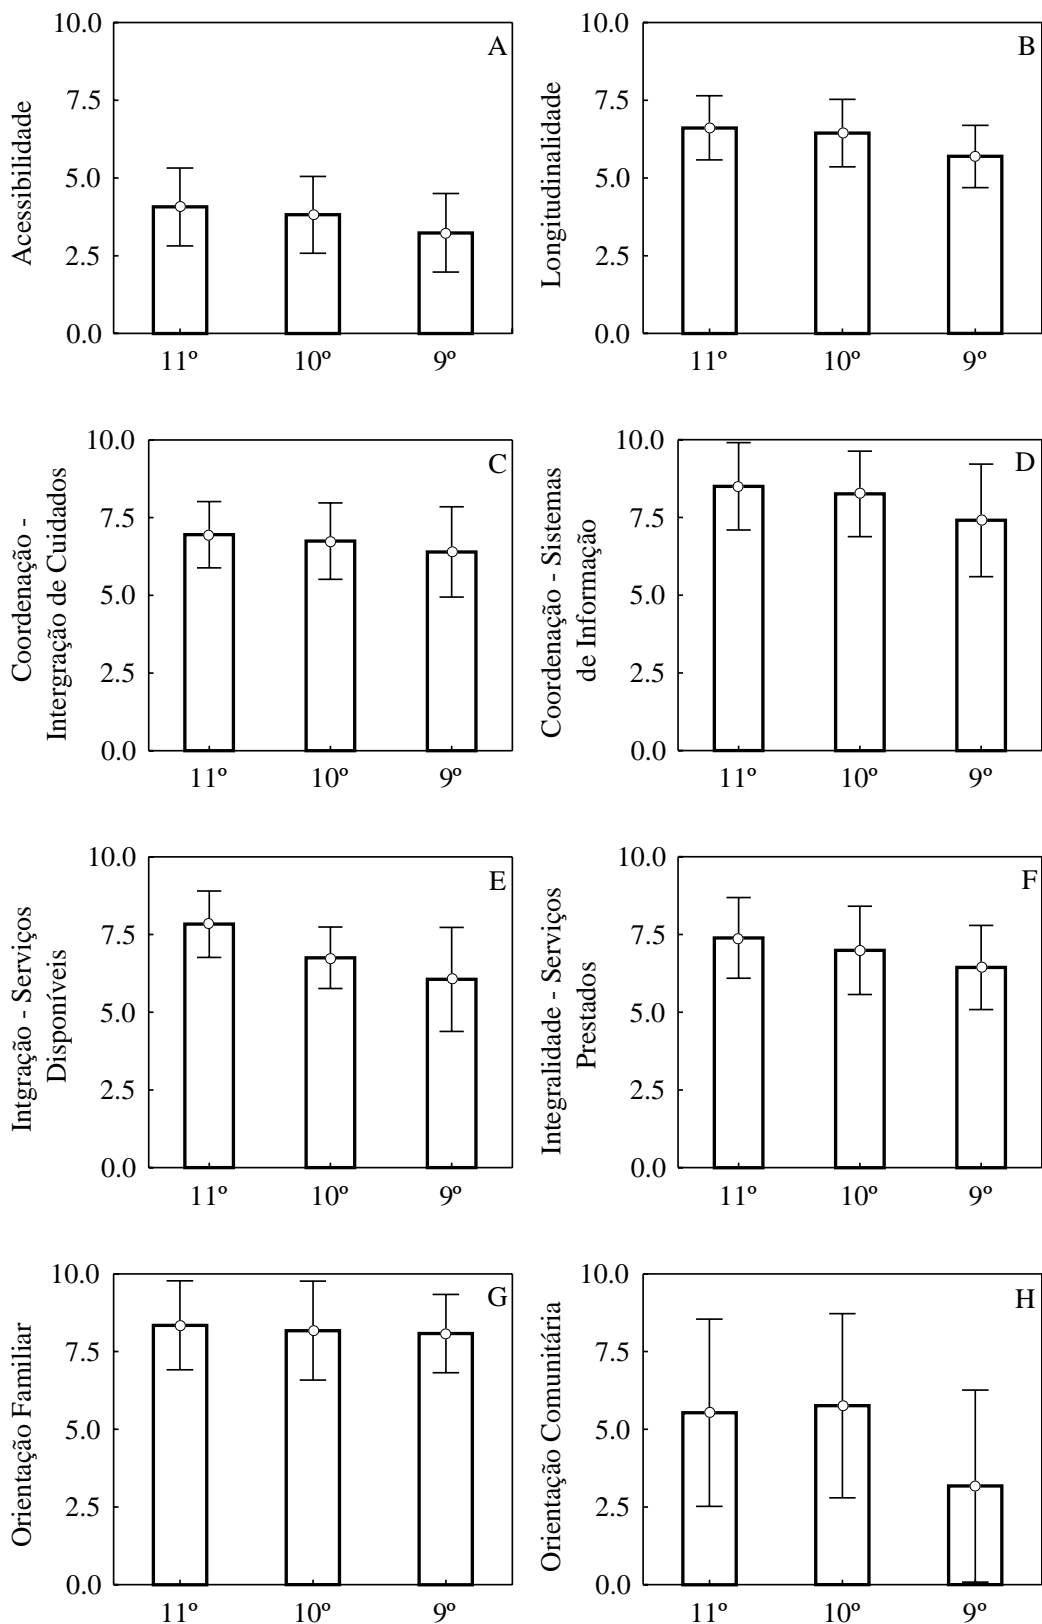 A
Acessibilidade
10.0
7.5
5.0
2.5
0.0
11º 10º 9º
B
Longitudinalidade
10.0
7.5
5.0
2.5
0.0
11º 10º 9º
C
Coordenação -
Intergração de Cuidados
10.0
7.5
5.0
2.5
0.0
11º 10º 9º
D
Coordenação - Sistemas
de Informação
10.0
7.5
5.0
2.5
0.0
11º 10º 9º
E
Intgração - Serviços
Disponíveis
10.0
7.5
5.0
2.5
0.0
11º 10º 9º
F
Integralidade - Serviços
Prestados
10.0
7.5
5.0
2.5
0.0
11º 10º 9º
G
Orientação Familiar
10.0
7.5
5.0
2.5
0.0
11º 10º 9º
H
Orientação Comunitária
10.0
7.5
5.0
2.5
0.0
11º 10º 9º